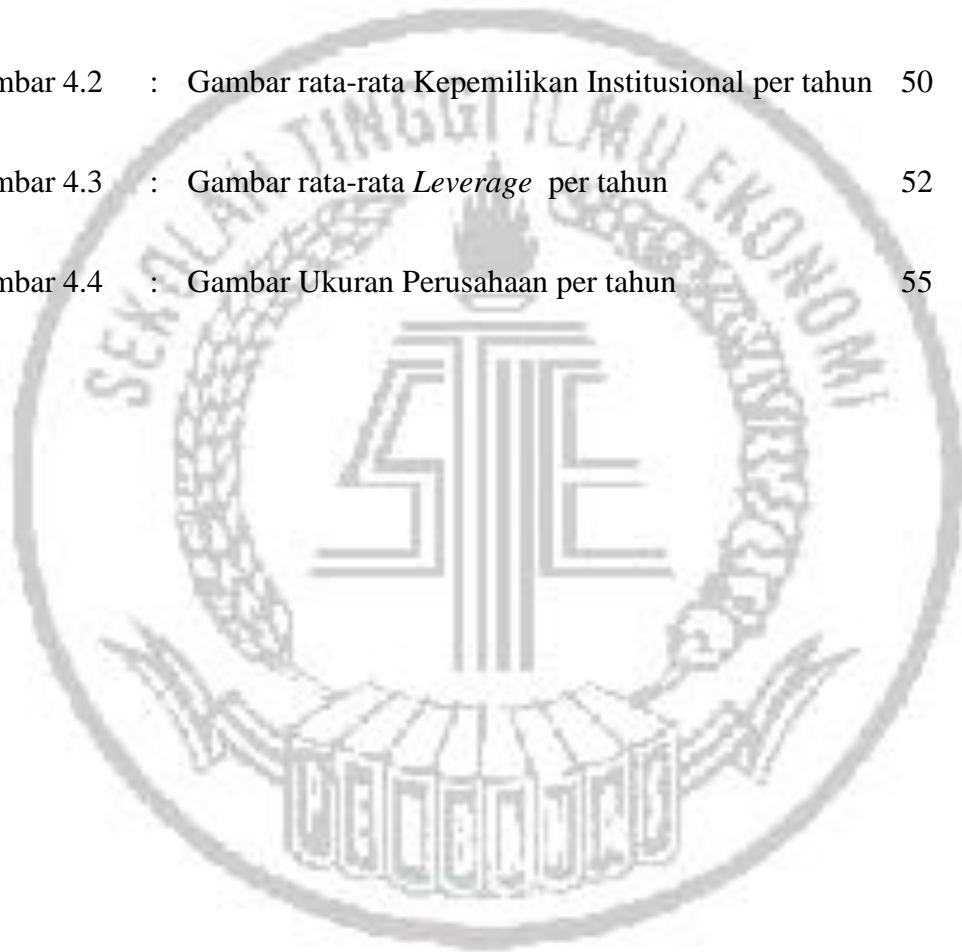 mbar 4.2 : Gambar rata-rata Kepemilikan Institusional per tahun 50
mbar 4.3 : Gambar rata-rata Leverage per tahun 52
mbar 4.4 : Gambar Ukuran Perusahaan per tahun 55
SEKOLAH TINGGI ILMU EKONOMI
STIE